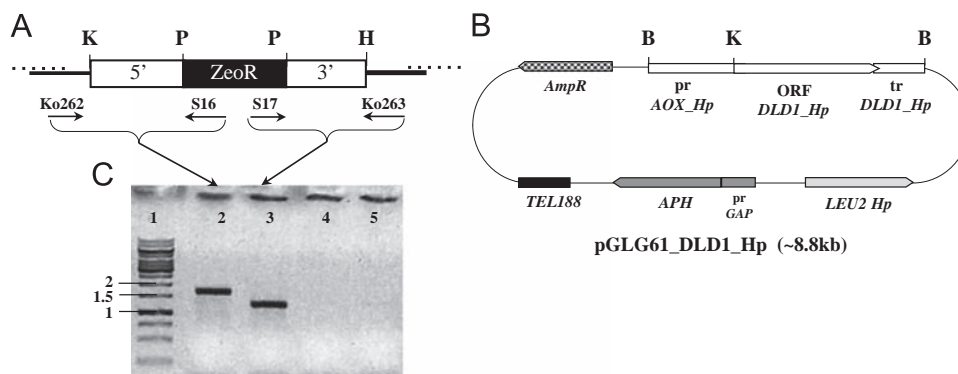 A
K P P H
5’ ZeoR 3’
Ko262 S16 S17 Ko263
B
B K B
AmpR
pr
AOX_Hp
ORF
DLD1_Hp
tr
DLD1_Hp
TEL188
APH
pr
GAP
LEU2 Hp
pGLG61_DLD1_Hp (~8.8kb)
C
1 2 3 4 5
2
1.5
1